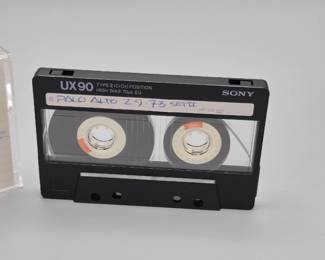 UX90 TYPE II (CrO₂) POSITION
HIGH BIAS 70μs EQ
SONY
PALO ALTO 2-9-73 SET II